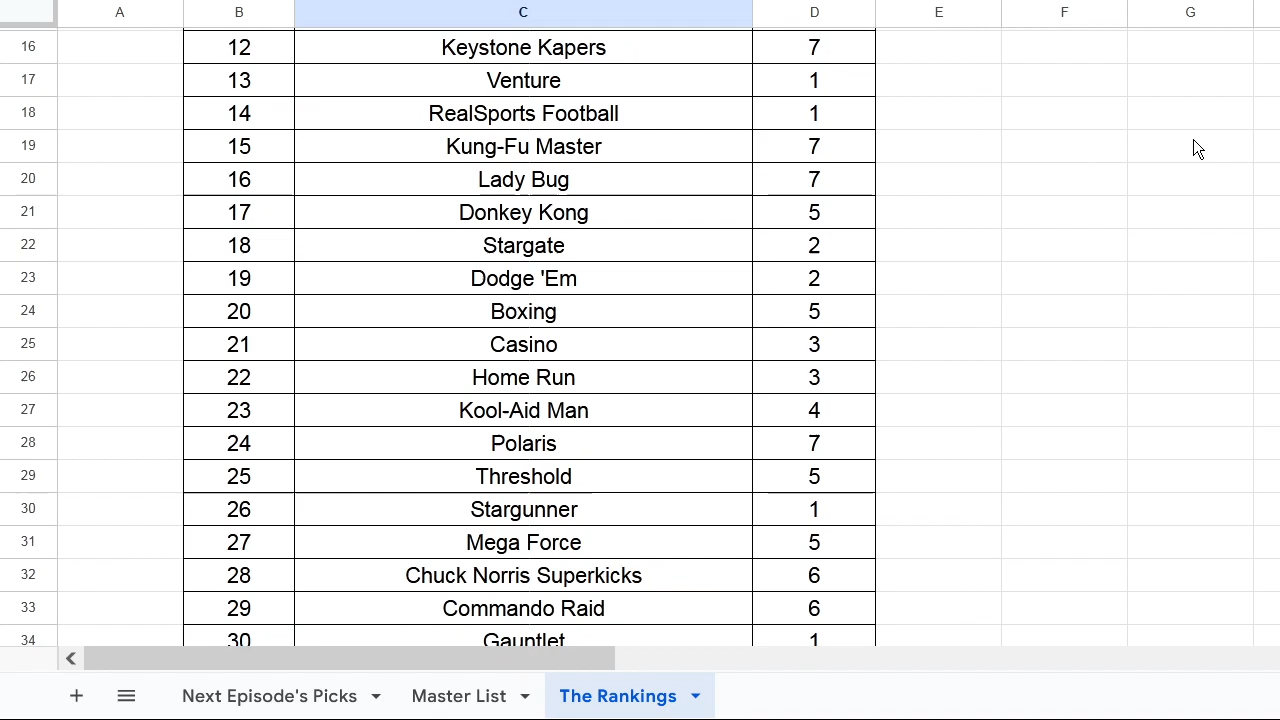 A B C D E F G
16 12 Keystone Kapers 7
17 13 Venture 1
18 14 RealSports Football 1
19 15 Kung-Fu Master 7
20 16 Lady Bug 7
21 17 Donkey Kong 5
22 18 Stargate 2
23 19 Dodge 'Em 2
24 20 Boxing 5
25 21 Casino 3
26 22 Home Run 3
27 23 Kool-Aid Man 4
28 24 Polaris 7
29 25 Threshold 5
30 26 Stargunner 1
31 27 Mega Force 5
32 28 Chuck Norris Superkicks 6
33 29 Commando Raid 6
34 30 Gauntlet 1
Next Episode's Picks Master List The Rankings